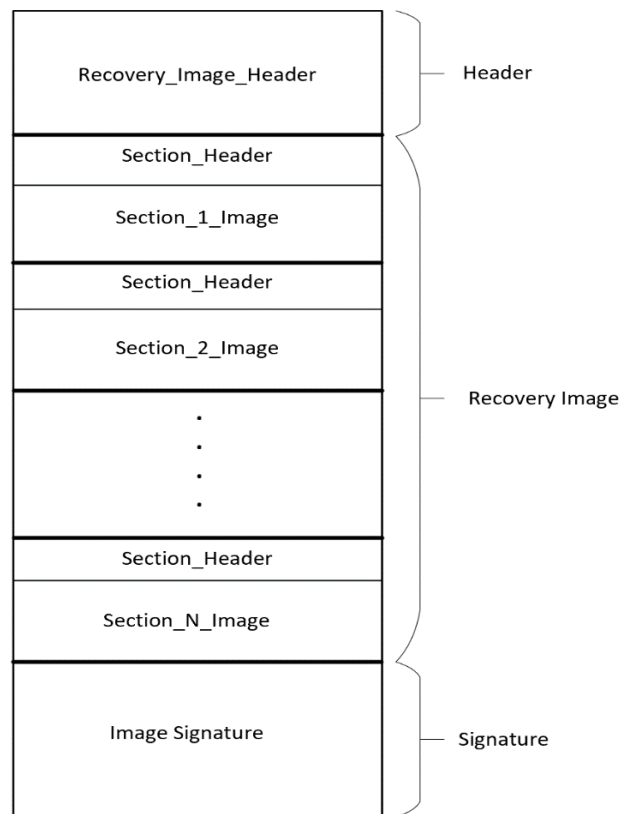 Recovery_Image_Header
Header
Section_Header
Section_1_Image
Section_Header
Section_2_Image
Recovery Image
Section_Header
Section_N_Image
Image Signature
Signature